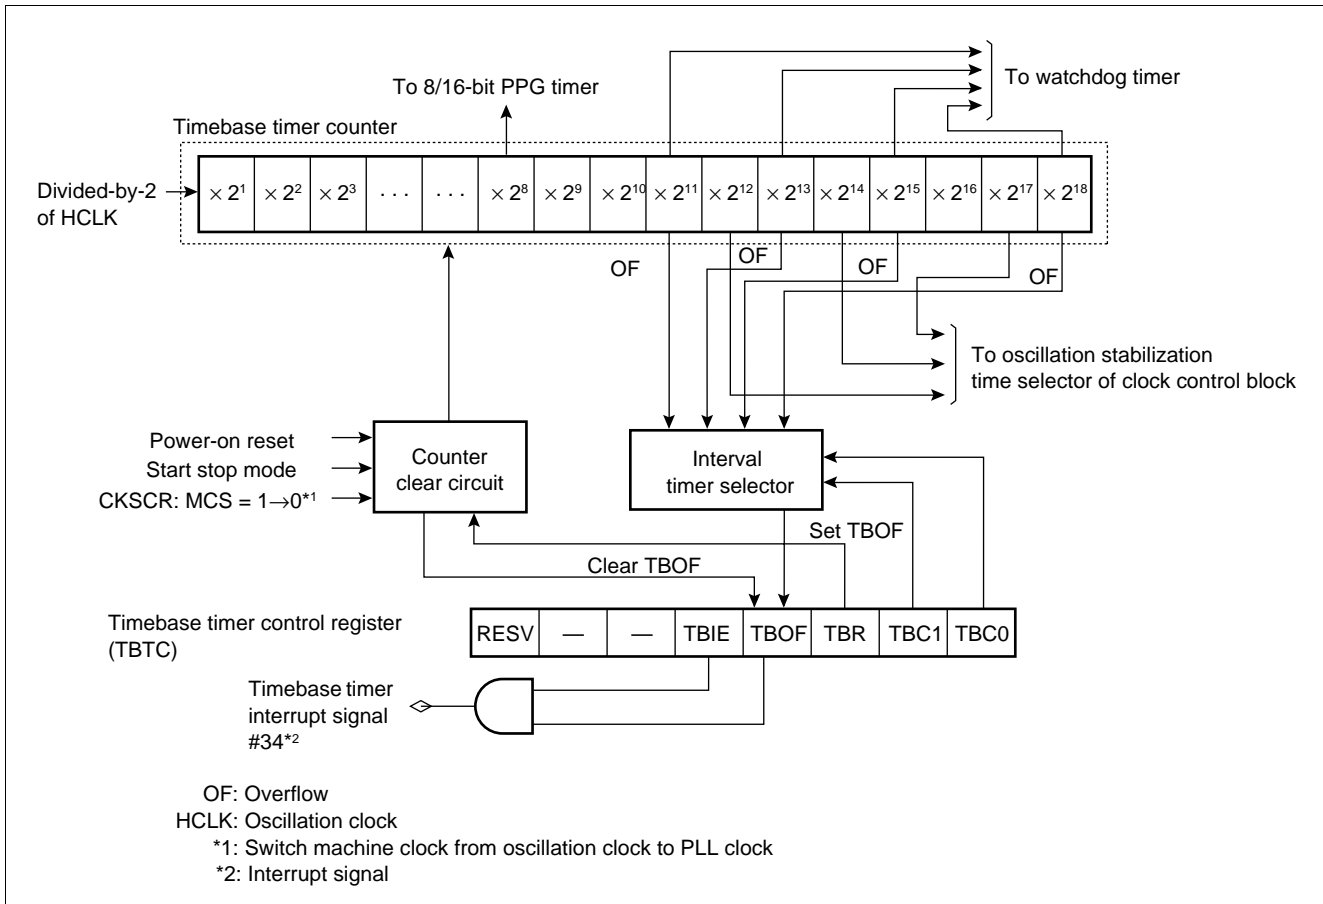 To watchdog timer
To 8/16-bit PPG timer
Timebase timer counter
Divided-by-2
of HCLK
× 2¹ × 2² × 2³ · · · · · · × 2⁸ × 2⁹ × 2¹⁰ × 2¹¹ × 2¹² × 2¹³ × 2¹⁴ × 2¹⁵ × 2¹⁶ × 2¹⁷ × 2¹⁸
OF OF OF OF
To oscillation stabilization
time selector of clock control block
Power-on reset
Start stop mode
CKSCR: MCS = 1→0*¹
Counter
clear circuit
Interval
timer selector
Set TBOF
Clear TBOF
Timebase timer control register
(TBTC)
RESV — — TBIE TBOF TBR TBC1 TBC0
Timebase timer
interrupt signal
#34*²
OF: Overflow
HCLK: Oscillation clock
*1: Switch machine clock from oscillation clock to PLL clock
*2: Interrupt signal